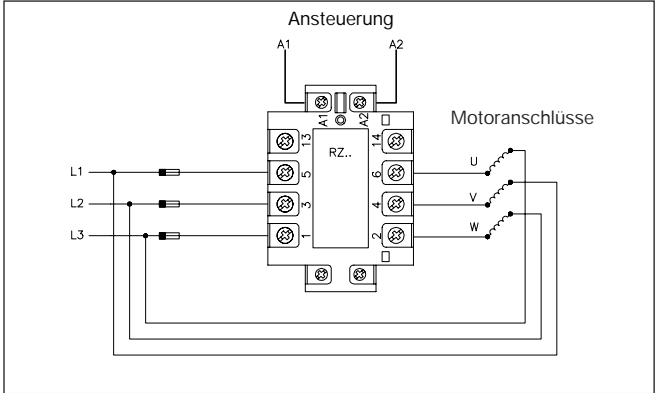 Ansteuerung
A1 A2
A1 A2
Motoranschlüsse
13 14
RZ..
U
L1 5 6
V
L2 3 4
W
L3 1 2